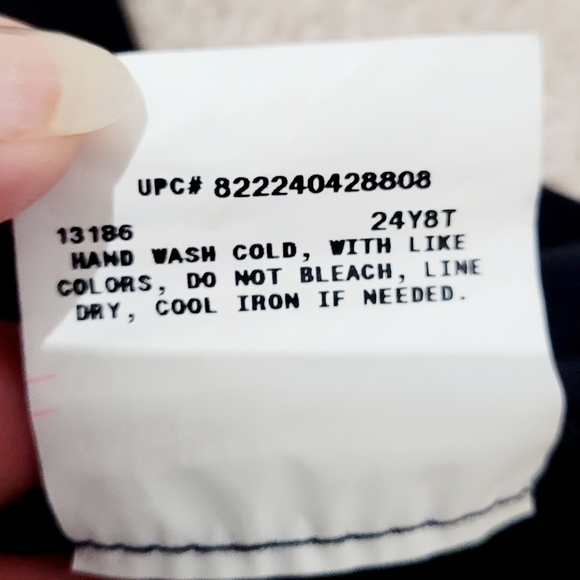 UPC# 822240428808
13186 24Y8T
HAND WASH COLD, WITH LIKE
COLORS, DO NOT BLEACH, LINE
DRY, COOL IRON IF NEEDED.